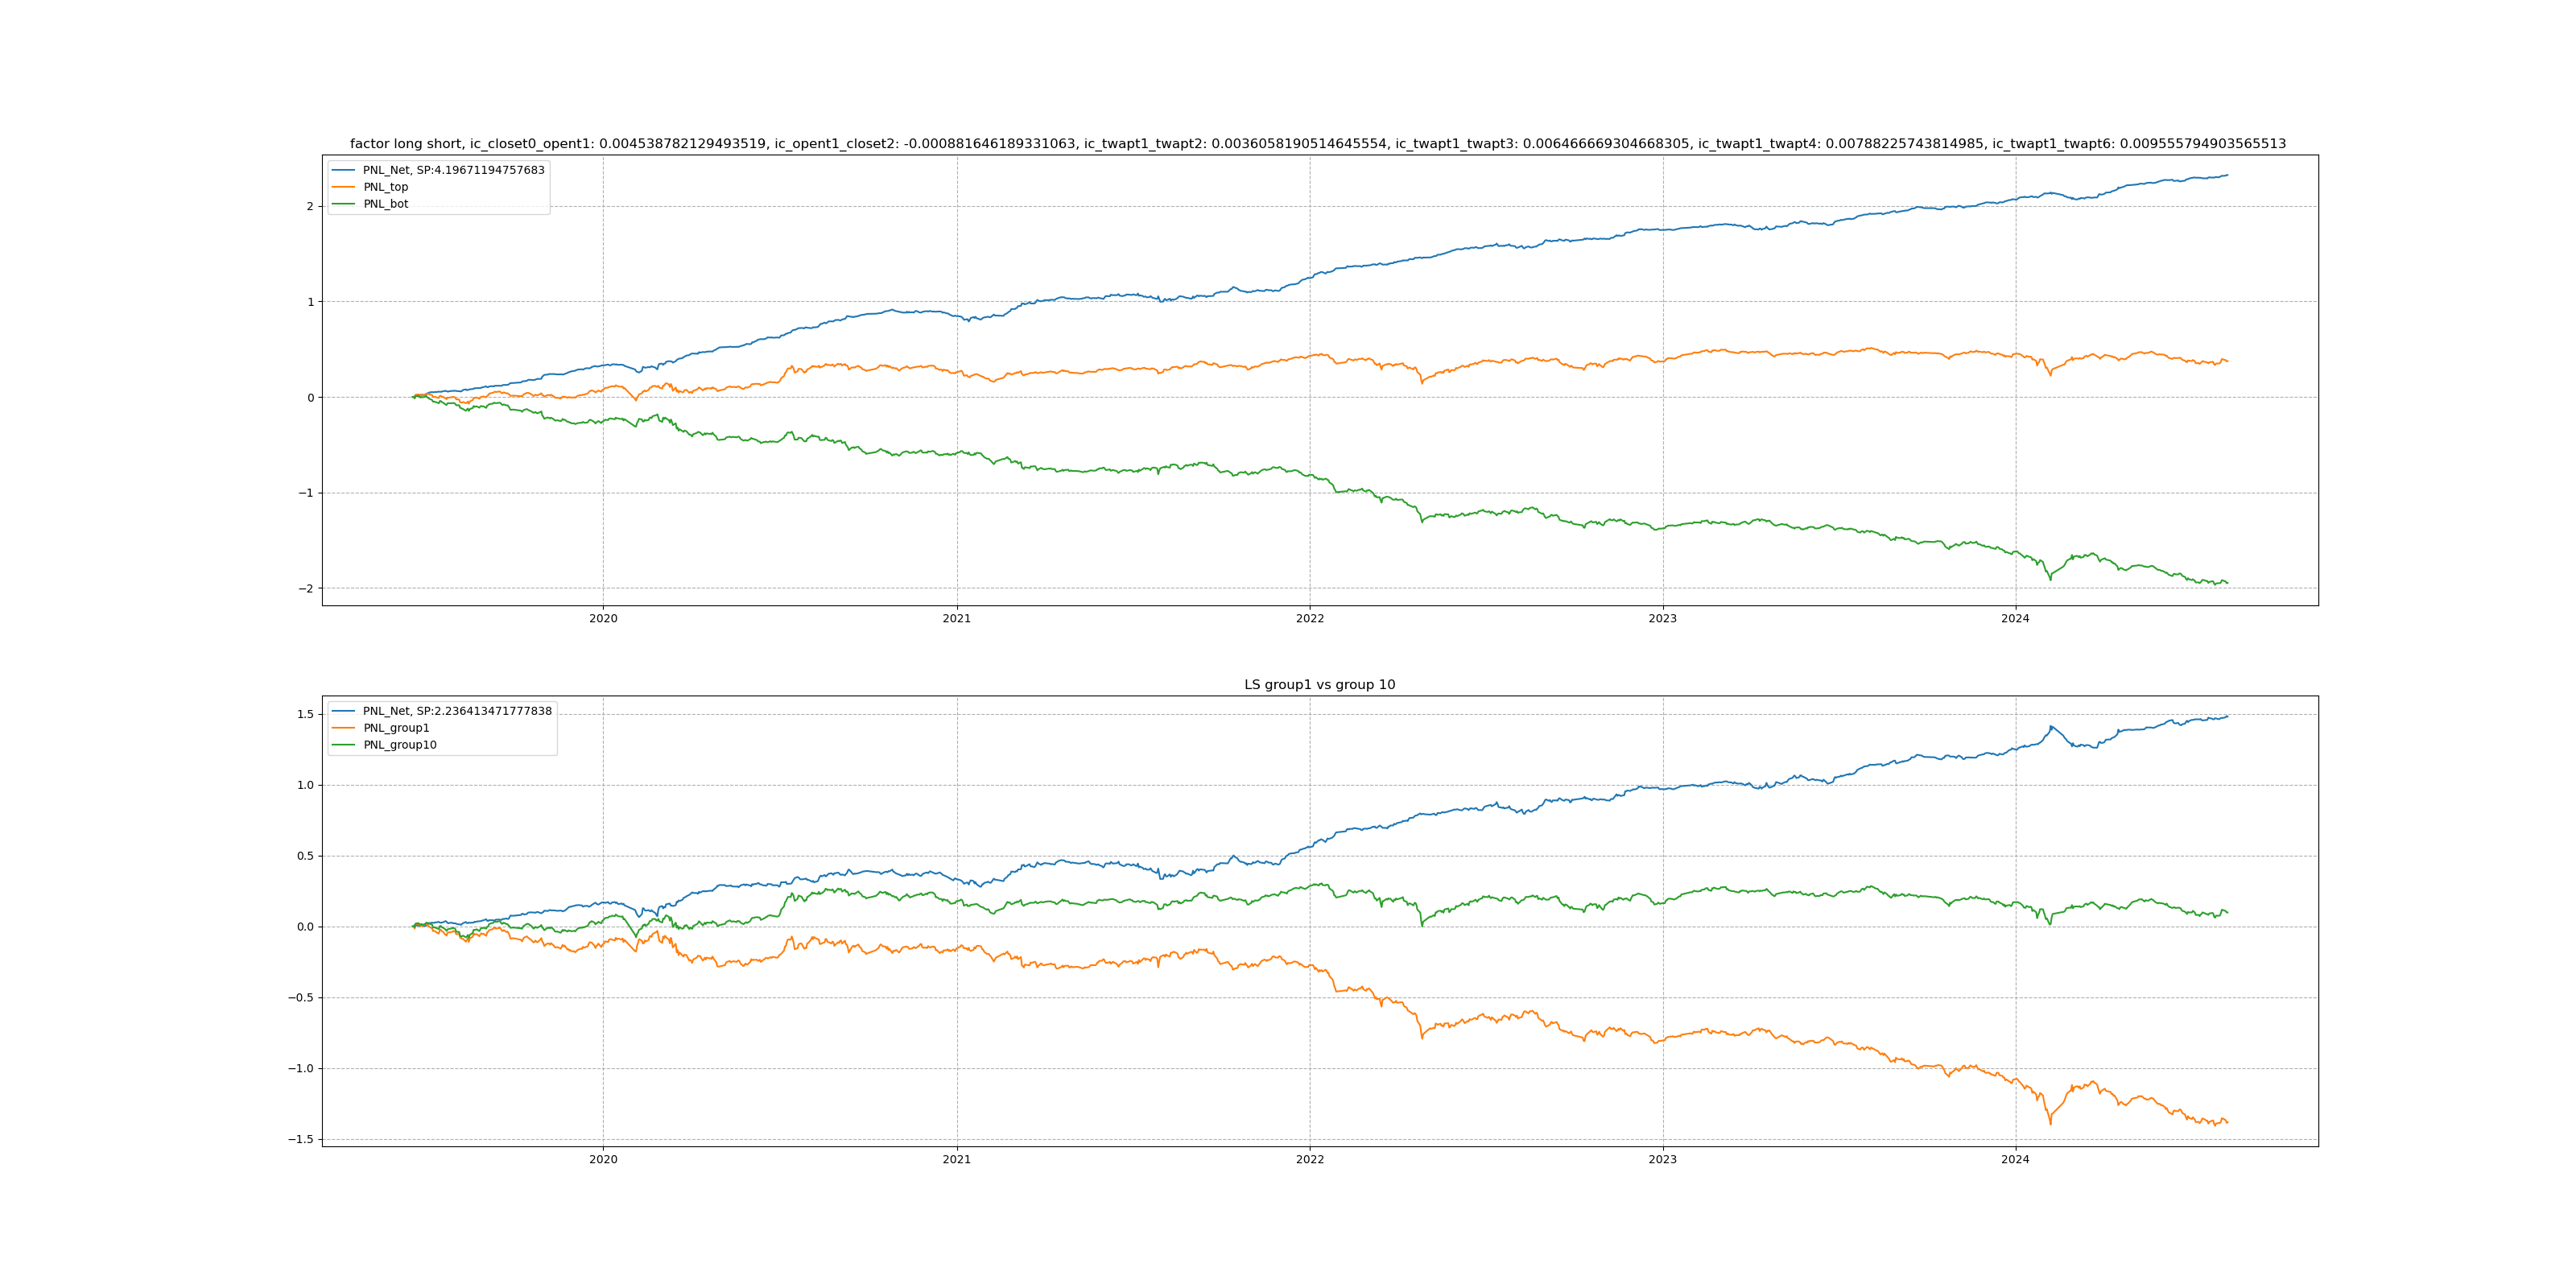 factor long short, ic_closet0_opent1: 0.004538782129493519, ic_opent1_closet2: -0.000881646189331063, ic_twapt1_twapt2: 0.0036058190514645554, ic_twapt1_twapt3: 0.006466669304668305, ic_twapt1_twapt4: 0.00788225743814985, ic_twapt1_twapt6: 0.009555794903565513
PNL_Net, SP:4.19671194757683
PNL_top
PNL_bot
2
1
0
−1
−2
2020 2021 2022 2023 2024
LS group1 vs group 10
PNL_Net, SP:2.236413471777838
PNL_group1
PNL_group10
1.5
1.0
0.5
0.0
−0.5
−1.0
−1.5
2020 2021 2022 2023 2024